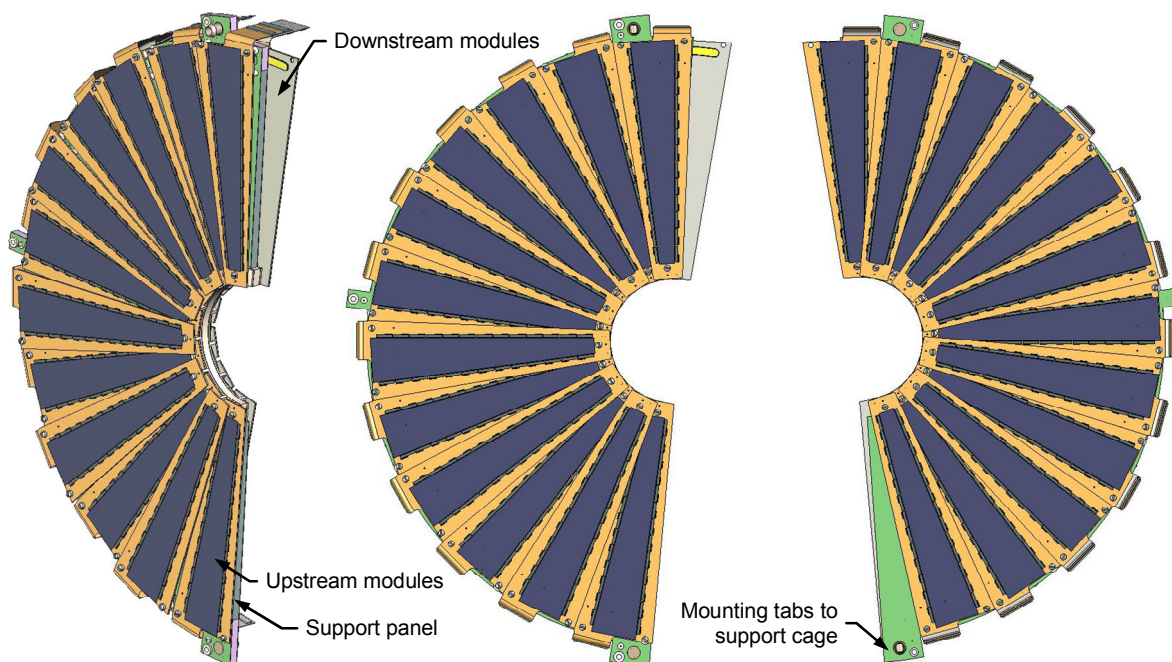 Downstream modules
Upstream modules
Support panel
Mounting tabs to
support cage